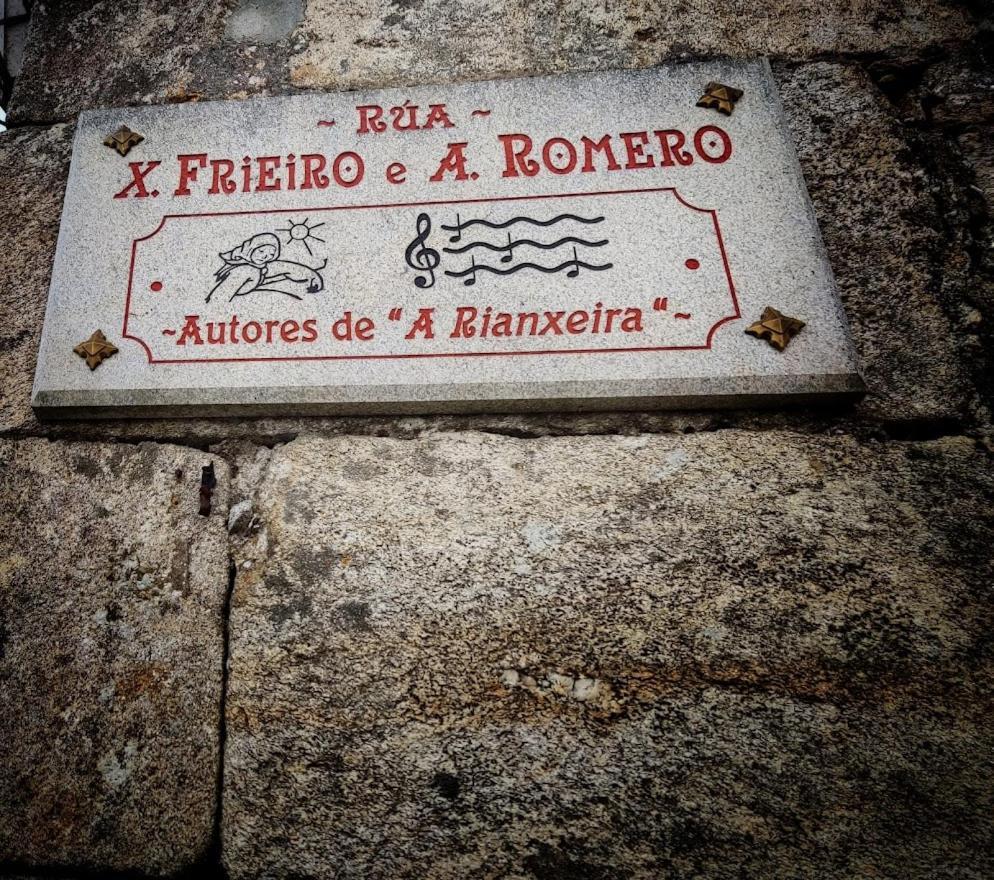 ~ RÚA ~
X. FRiEiRO e A. ROMERO
~Autores de “A Rianxeira“~